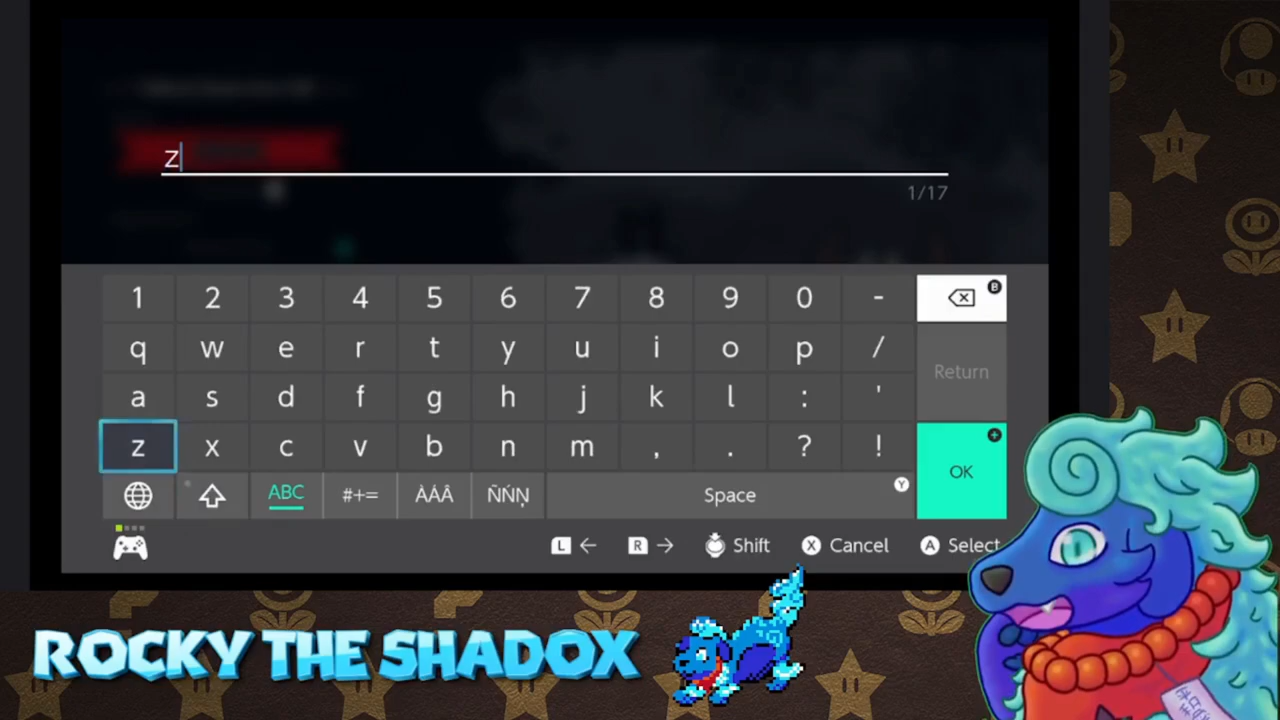 Z
1/17
1 2 3 4 5 6 7 8 9 0 -
q w e r t y u i o p /
Return
a s d f g h j k l : '
z x c v b n m , . ? !
OK
ABC #+= ÀÁÂ ÑŃŅ Space
B
+
Y
L ← R → Shift X Cancel A Select
ROCKY THE SHADOX